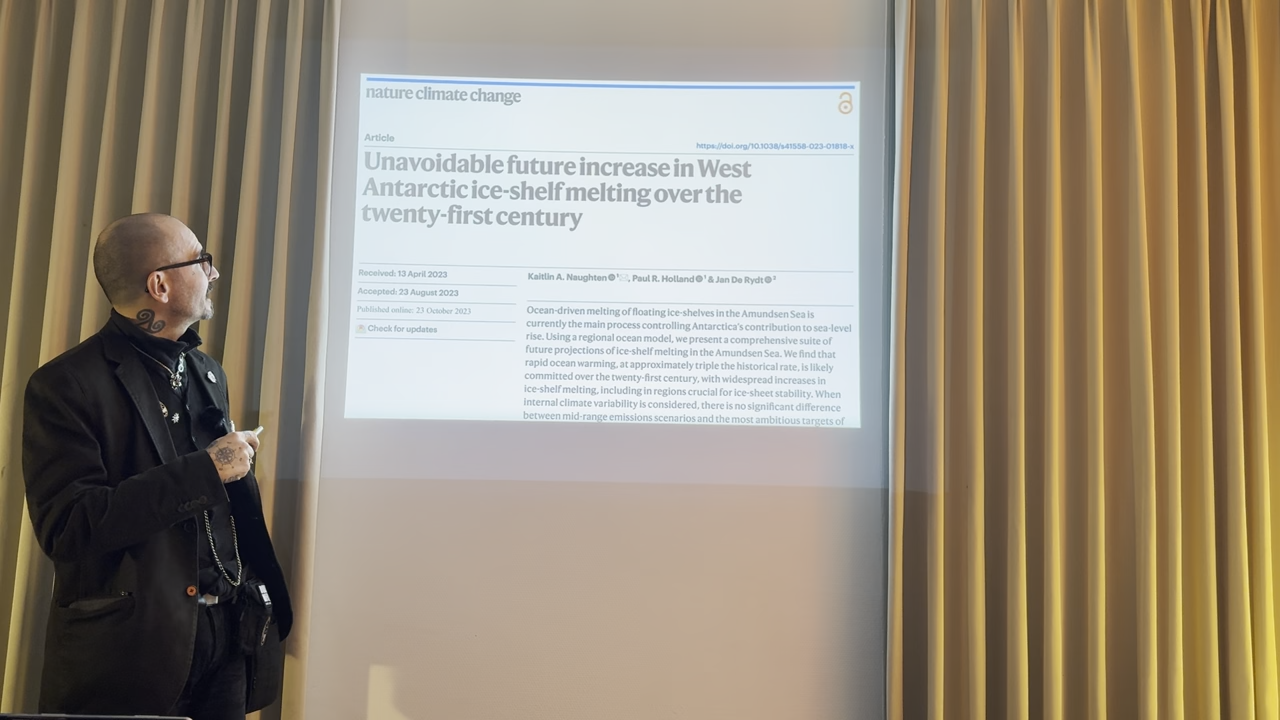 nature climate change
Article
https://doi.org/10.1038/s41558-023-01818-x
Unavoidable future increase in West
Antarctic ice-shelf melting over the
twenty-first century
Received: 13 April 2023
Accepted: 23 August 2023
Published online: 23 October 2023
Check for updates
Kaitlin A. Naughten 1, Paul R. Holland 1 & Jan De Rydt 2
Ocean-driven melting of floating ice-shelves in the Amundsen Sea is
currently the main process controlling Antarctica's contribution to sea-level
rise. Using a regional ocean model, we present a comprehensive suite of
future projections of ice-shelf melting in the Amundsen Sea. We find that
rapid ocean warming, at approximately triple the historical rate, is likely
committed over the twenty-first century, with widespread increases in
ice-shelf melting, including in regions crucial for ice-sheet stability. When
internal climate variability is considered, there is no significant difference
between mid-range emissions scenarios and the most ambitious targets of